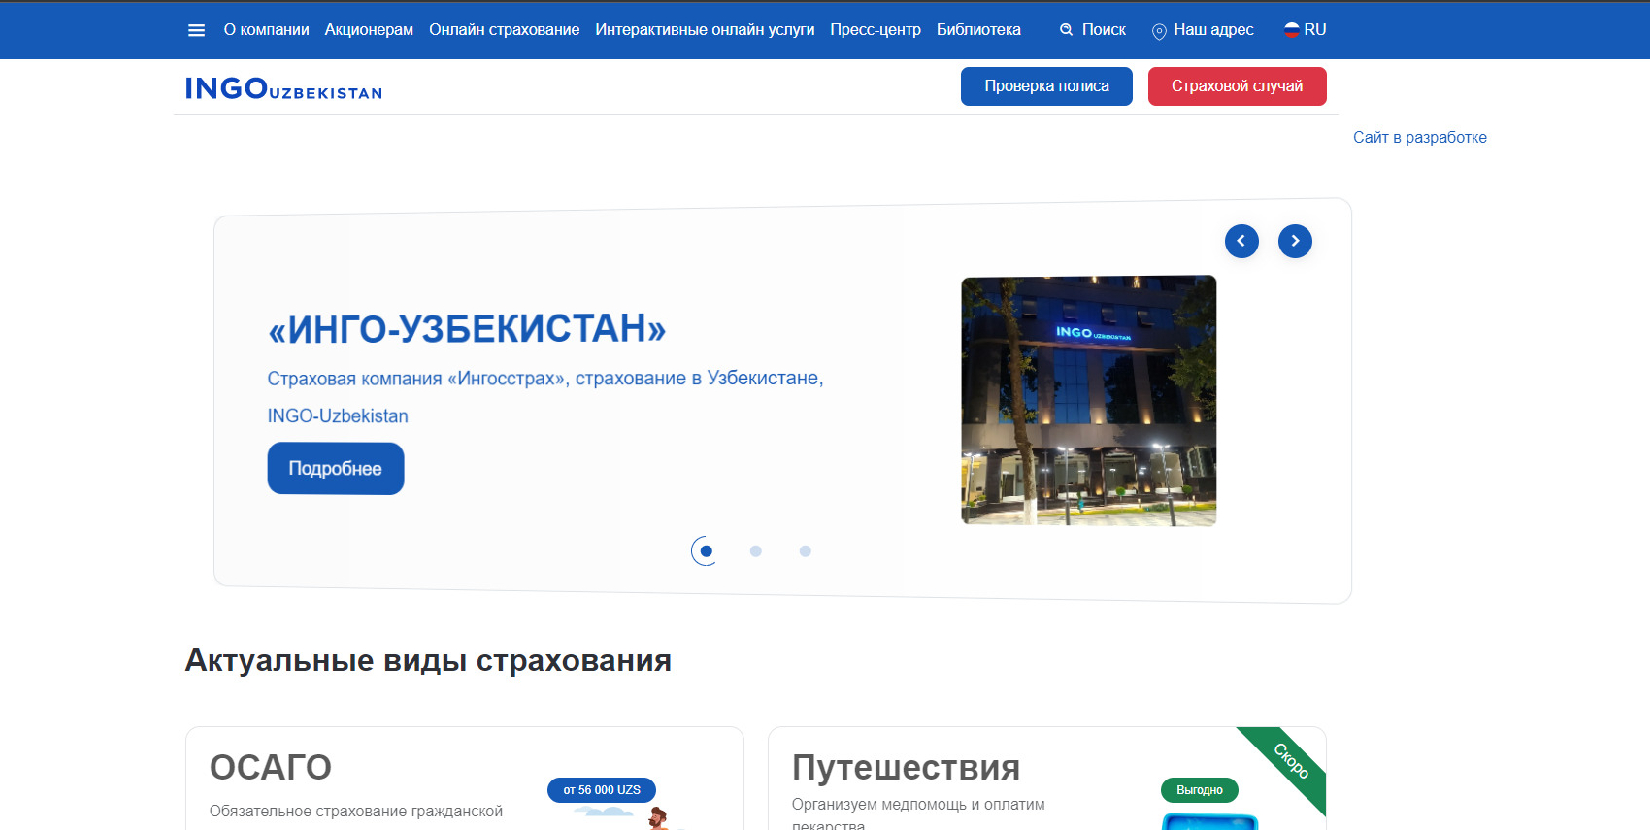 О компании Акционерам Онлайн страхование Интерактивные онлайн услуги Пресс-центр Библиотека Поиск Наш адрес RU
INGO UZBEKISTAN Проверка полиса Страховой случай
Сайт в разработке
INGO UZBEKISTAN
«ИНГО-УЗБЕКИСТАН»
Страховая компания «Ингосстрах», страхование в Узбекистане,
INGO-Uzbekistan
Подробнее
Актуальные виды страхования
ОСАГО
от 56 000 UZS
Обязательное страхование гражданской
Путешествия
Скоро
Выгодно
Организуем медпомощь и оплатим
лекарства